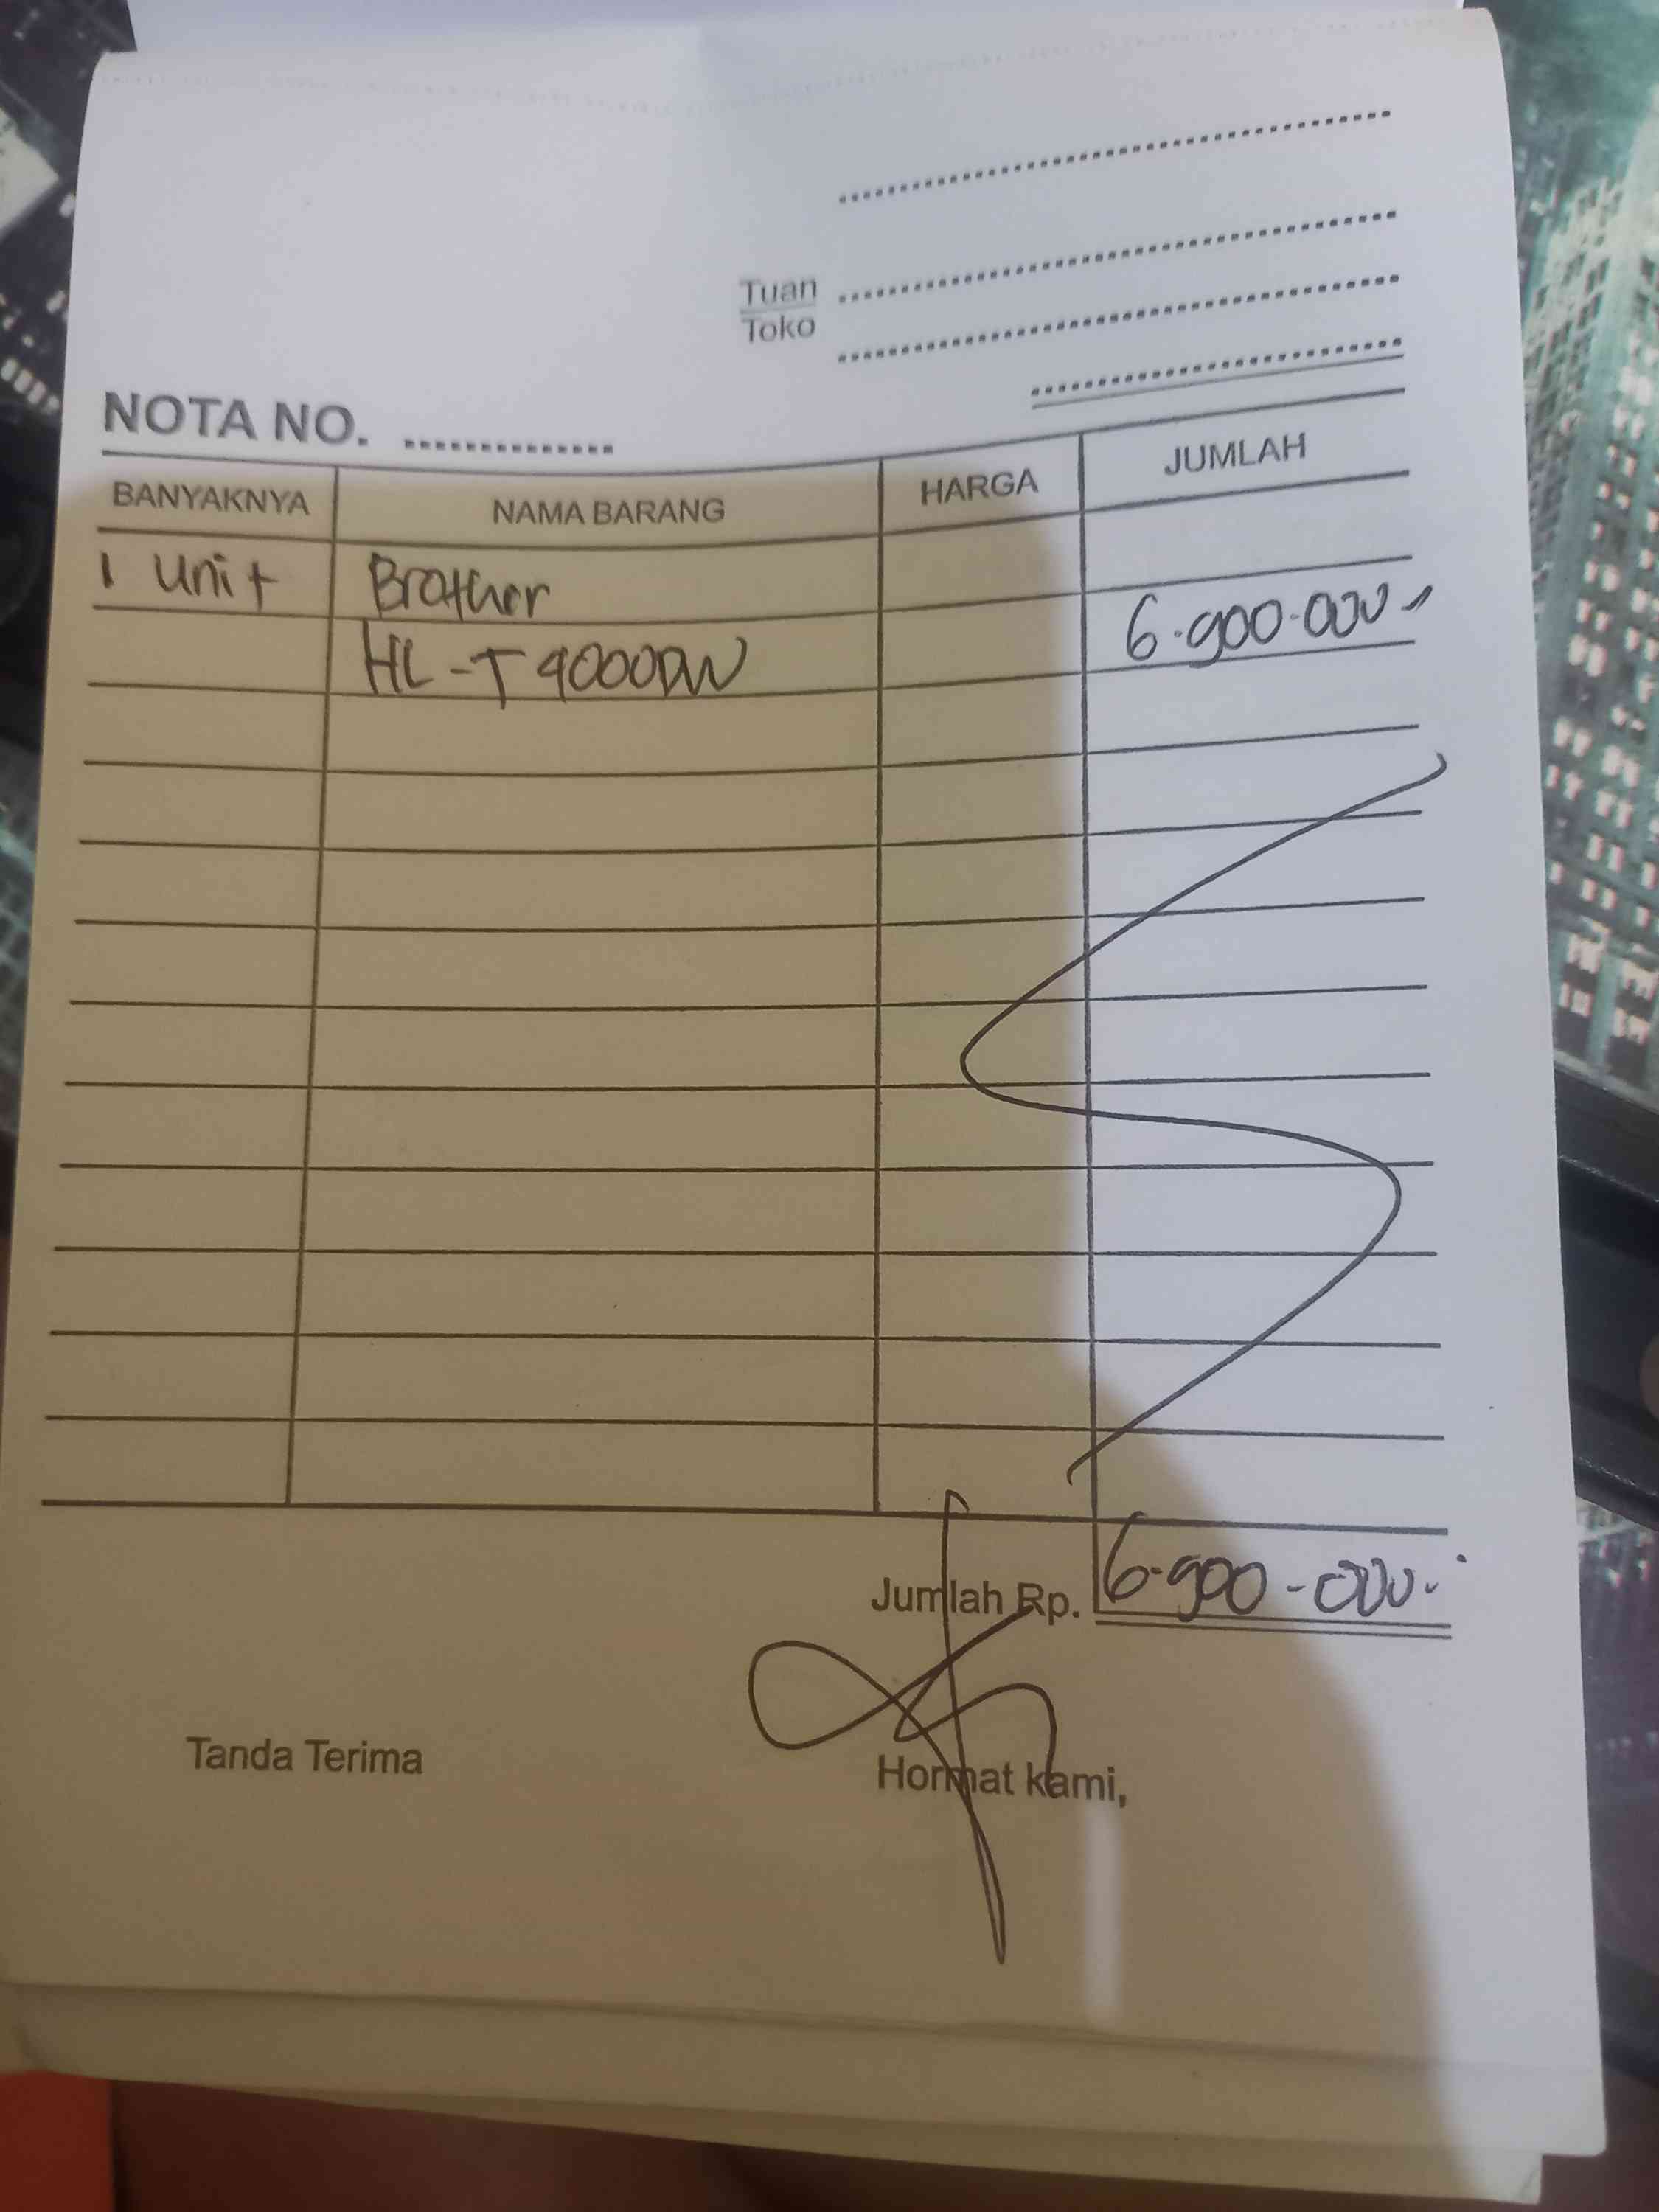 Tuan
Toko
NOTA NO. ..............
BANYAKNYA NAMA BARANG HARGA JUMLAH
1 Unit Brother
HL-T4000DW 6.900.000
Jumlah Rp. 6.900.000
Tanda Terima Hormat kami,